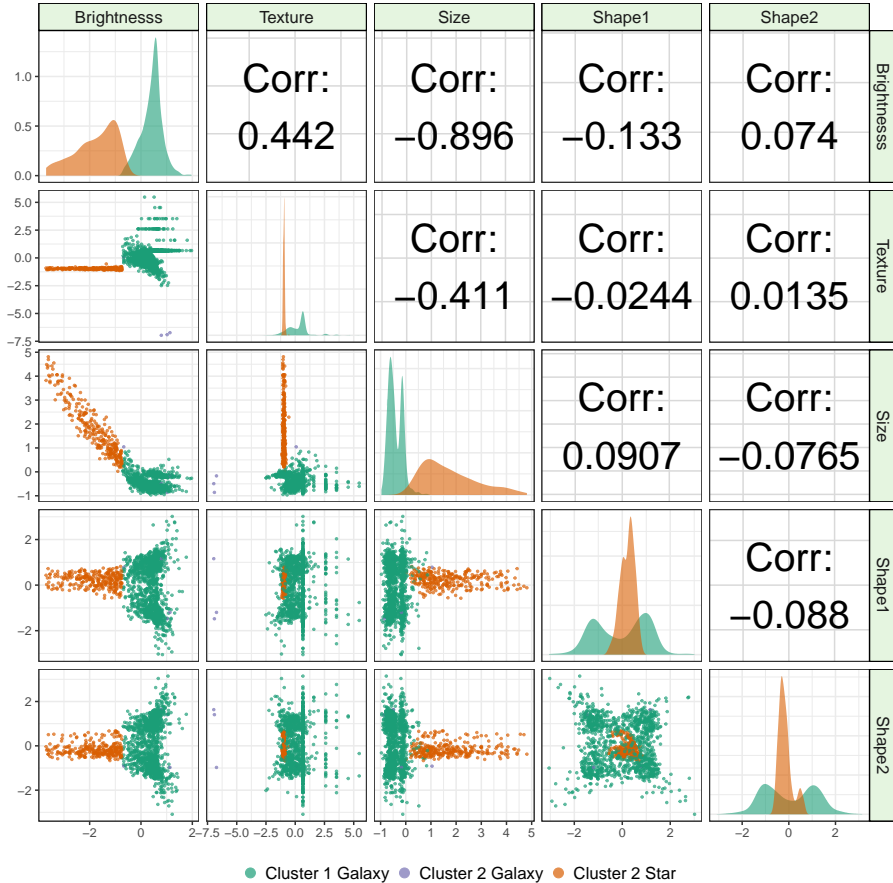 Brightnesss Texture Size Shape1 Shape2
1.0
0.5
0.0
Corr:
0.442
Corr:
−0.896
Corr:
−0.133
Corr:
0.074
Brightnesss
5.0
2.5
0.0
−2.5
−5.0
−7.5
Corr:
−0.411
Corr:
−0.0244
Corr:
0.0135
Texture
5
4
3
2
1
0
−1
Corr:
0.0907
Corr:
−0.0765
Size
2
0
−2
Corr:
−0.088
Shape1
2
0
−2
Shape2
−2 0 2
−7.5 −5.0 −2.5 0.0 2.5 5.0
−1 0 1 2 3 4 5
−2 0 2
−2 0 2
Cluster 1 Galaxy Cluster 2 Galaxy Cluster 2 Star